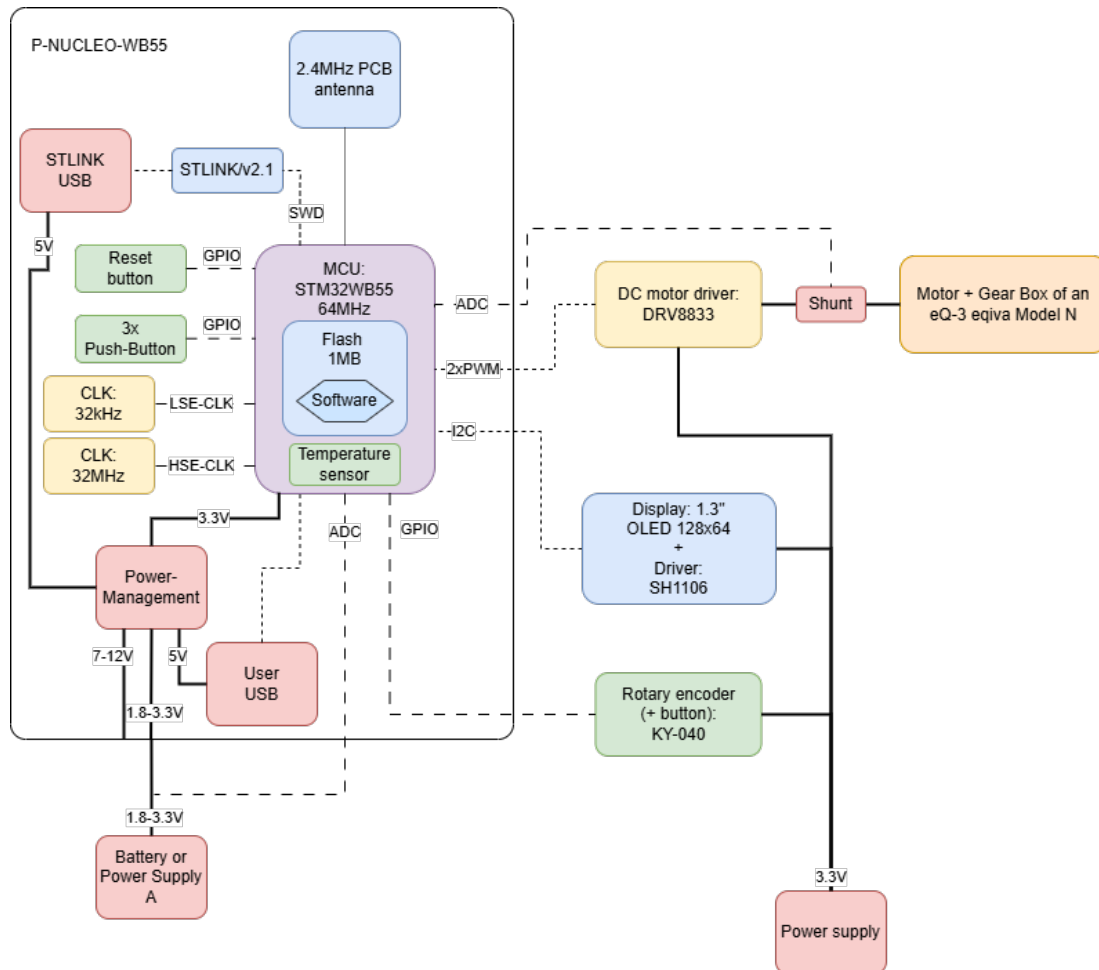 P-NUCLEO-WB55
2.4MHz PCB
antenna
STLINK
USB
STLINK/v2.1
SWD
5V
Reset
button
GPIO
MCU:
STM32WB55
64MHz
ADC
DC motor driver:
DRV8833
Shunt
Motor + Gear Box of an
eQ-3 eqiva Model N
3x
Push-Button
GPIO
Flash
1MB
2xPWM
CLK:
32kHz
LSE-CLK
Software
I2C
CLK:
32MHz
HSE-CLK
Temperature
sensor
3.3V
ADC
GPIO
Display: 1.3"
OLED 128x64
+
Driver:
SH1106
Power-
Management
7-12V
5V
User
USB
1.8-3.3V
Rotary encoder
(+ button):
KY-040
1.8-3.3V
Battery or
Power Supply
A
3.3V
Power supply